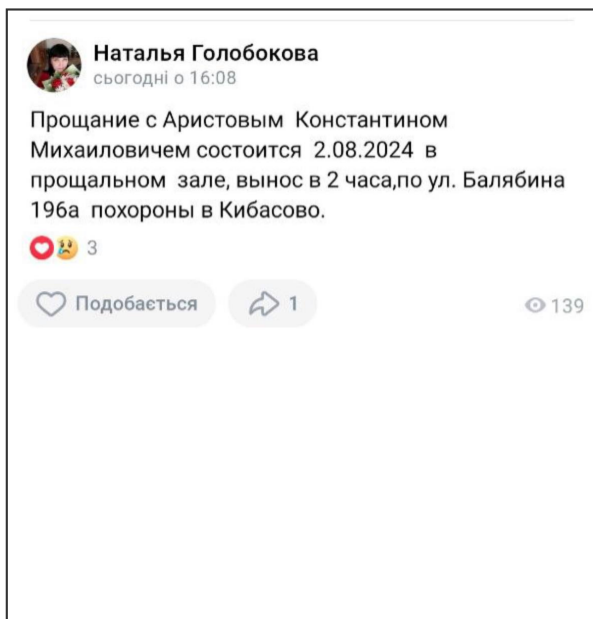 Наталья Голобокова
сьогодні о 16:08
Прощание с Аристовым Константином
Михаиловичем состоится 2.08.2024 в
прощальном зале, вынос в 2 часа,по ул. Балябина
196а похороны в Кибасово.
3
Подобається
1
139